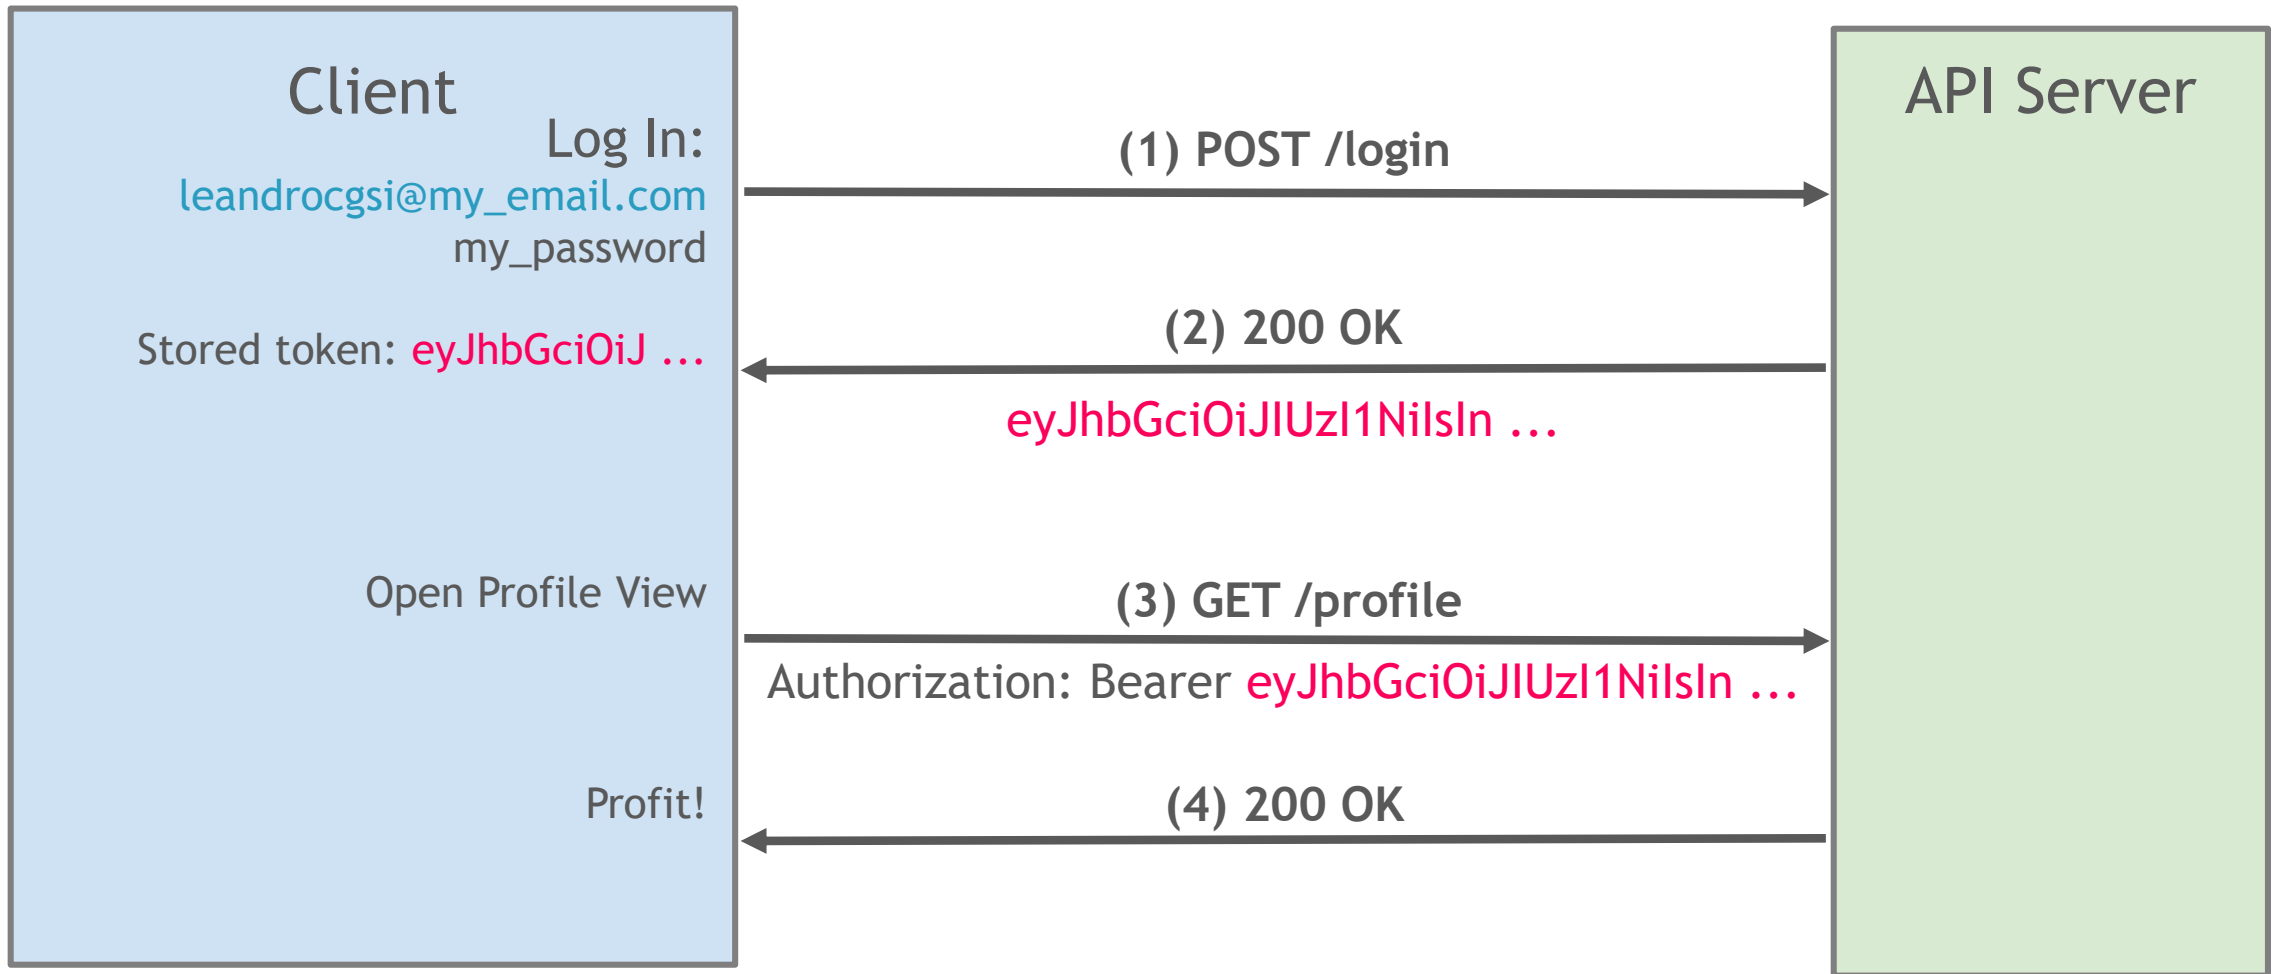 Client
Log In:
leandrocgsi@my_email.com
my_password
Stored token: eyJhbGciOiJ ...
Open Profile View
Profit!
(1) POST /login
(2) 200 OK
eyJhbGciOiJIUzI1NiIsIn ...
(3) GET /profile
Authorization: Bearer eyJhbGciOiJIUzI1NiIsIn ...
(4) 200 OK
API Server